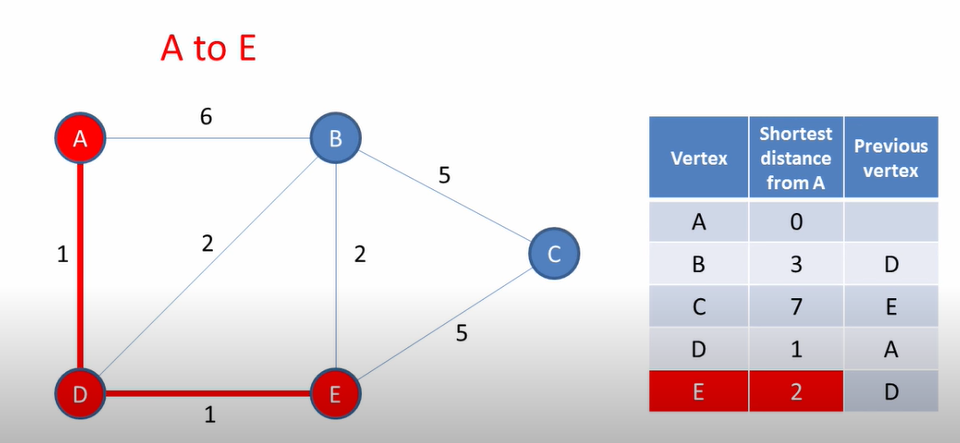 A to E
6
A
B
5
1
2
2
C
5
D
E
1
Vertex Shortest distance from A Previous vertex
A 0
B 3 D
C 7 E
D 1 A
E 2 D